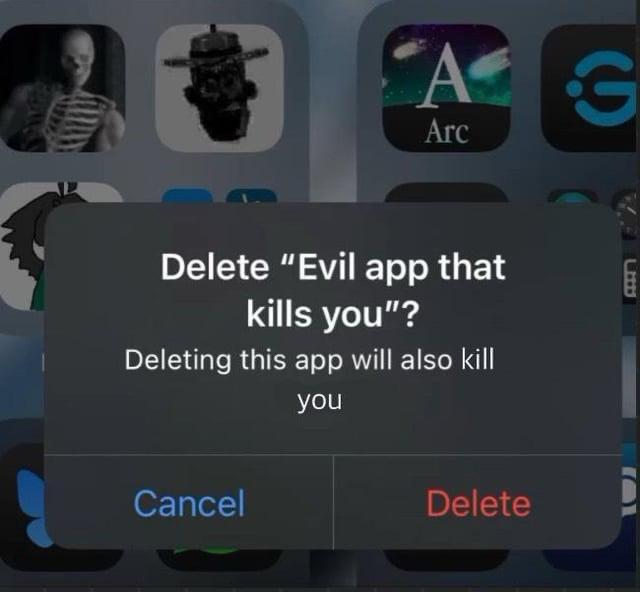 A
Arc
Delete “Evil app that
kills you”?
Deleting this app will also kill
you
Cancel
Delete